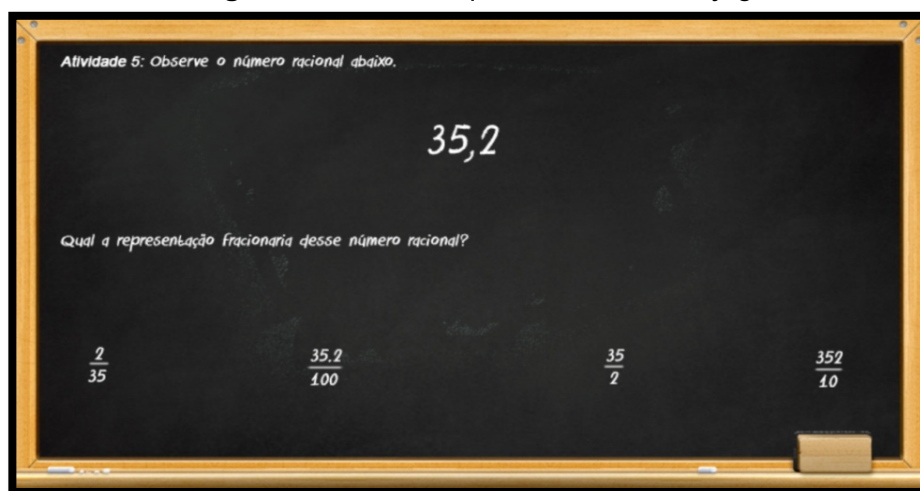 Atividade 5: Observe o número racional abaixo.
35,2
Qual a representação fracionaria desse número racional?
2/35 35.2/100 35/2 352/10